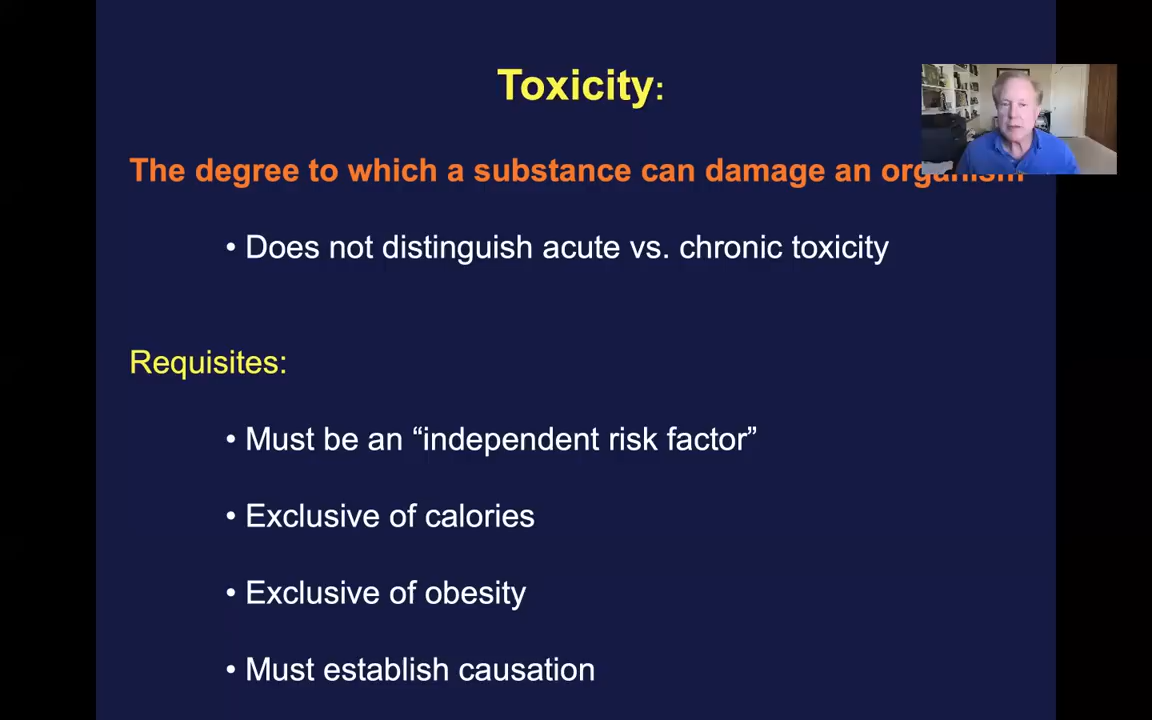 Toxicity:
The degree to which a substance can damage an organism
• Does not distinguish acute vs. chronic toxicity
Requisites:
• Must be an “independent risk factor”
• Exclusive of calories
• Exclusive of obesity
• Must establish causation